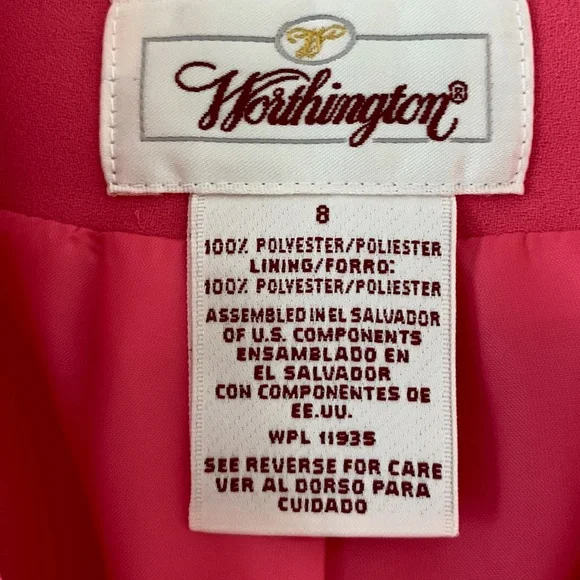 Worthington®
8
100% POLYESTER/POLIESTER
LINING/FORRO:
100% POLYESTER/POLIESTER
ASSEMBLED IN EL SALVADOR
OF U.S. COMPONENTS
ENSAMBLADO EN
EL SALVADOR
CON COMPONENTES DE
EE.UU.
WPL 11935
SEE REVERSE FOR CARE
VER AL DORSO PARA
CUIDADO